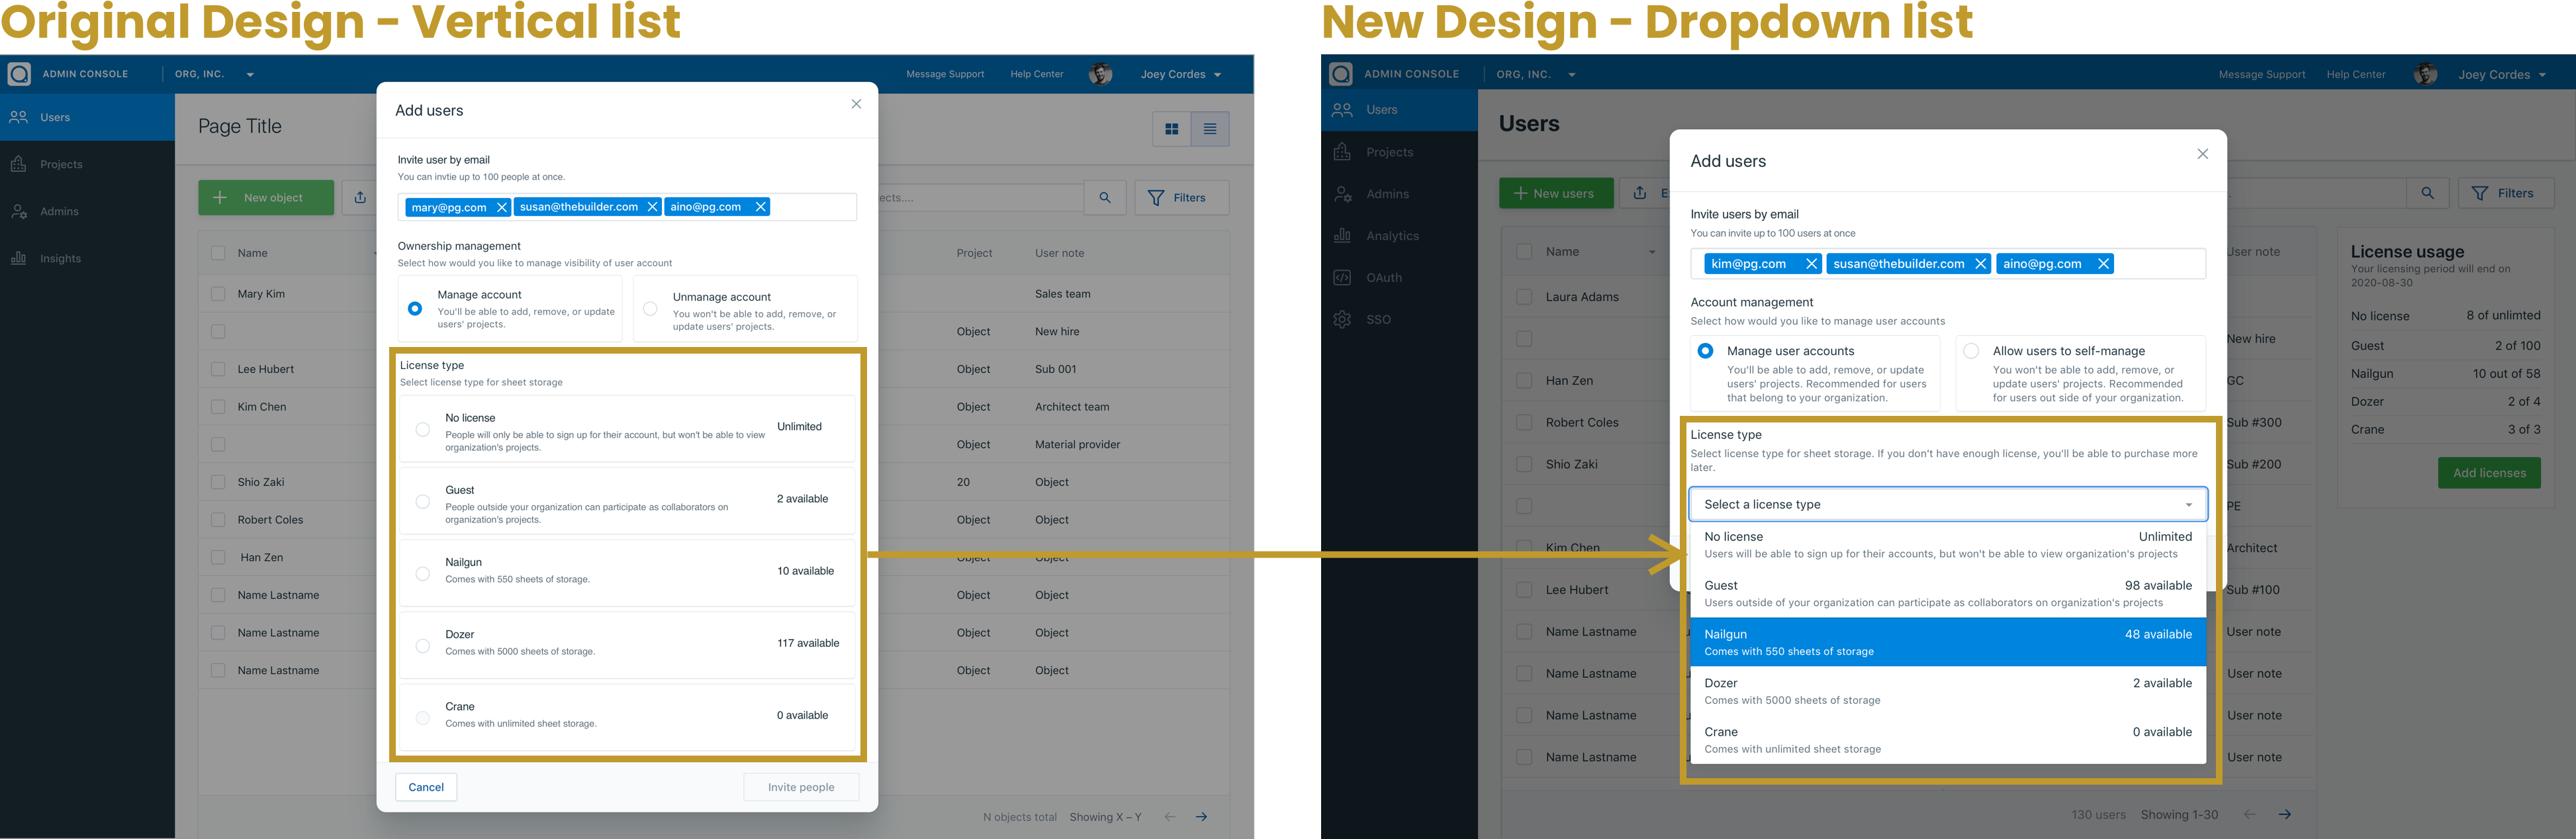 Original Design - Vertical list
ADMIN CONSOLE
ORG, INC.
Message Support
Help Center
Joey Cordes
Users
Projects
Admins
Insights
Page Title
New object
ects....
Filters
Name
Project
User note
Mary Kim
Sales team
Object
New hire
Lee Hubert
Object
Sub 001
Kim Chen
Object
Architect team
Object
Material provider
Shio Zaki
20
Object
Robert Coles
Object
Object
Han Zen
Object
Object
Name Lastname
Object
Object
Name Lastname
Object
Object
Name Lastname
Object
Object
N objects total
Showing X – Y
Add users
Invite user by email
You can invtie up to 100 people at once.
mary@pg.com
susan@thebuilder.com
aino@pg.com
Ownership management
Select how would you like to manage visibility of user account
Manage account
You'll be able to add, remove, or update
users' projects.
Unmanage account
You won't be able to add, remove, or
update users' projects.
License type
Select license type for sheet storage
No license
People will only be able to sign up for their account, but won't be able to view
organization's projects.
Unlimited
Guest
People outside your organization can participate as collaborators on
organization's projects.
2 available
Nailgun
Comes with 550 sheets of storage.
10 available
Dozer
Comes with 5000 sheets of storage.
117 available
Crane
Comes with unlimited sheet storage.
0 available
Cancel
Invite people
New Design - Dropdown list
ADMIN CONSOLE
ORG, INC.
Message Support
Help Center
Joey Cordes
Users
Projects
Admins
Analytics
OAuth
SSO
Users
New users
E
Filters
Name
User note
Laura Adams
New hire
Han Zen
GC
Robert Coles
Sub #300
Shio Zaki
Sub #200
PE
Kim Chen
Architect
Lee Hubert
Sub #100
Name Lastname
User note
Name Lastname
User note
Name Lastname
User note
Name Lastname
User note
130 users
Showing 1-30
License usage
Your licensing period will end on
2020-08-30
No license
8 of unlimted
Guest
2 of 100
Nailgun
10 out of 58
Dozer
2 of 4
Crane
3 of 3
Add licenses
Add users
Invite users by email
You can invite up to 100 users at once
kim@pg.com
susan@thebuilder.com
aino@pg.com
Account management
Select how would you like to manage user accounts
Manage user accounts
You'll be able to add, remove, or update
users' projects. Recommended for users
that belong to your organization.
Allow users to self-manage
You won't be able to add, remove, or
update users' projects. Recommended
for users out side of your organization.
License type
Select license type for sheet storage. If you don't have enough license, you'll be able to purchase more
later.
Select a license type
No license
Unlimited
Users will be able to sign up for their accounts, but won't be able to view organization's projects
Guest
98 available
Users outside of your organization can participate as collaborators on organization's projects
Nailgun
48 available
Comes with 550 sheets of storage
Dozer
2 available
Comes with 5000 sheets of storage
Crane
0 available
Comes with unlimited sheet storage